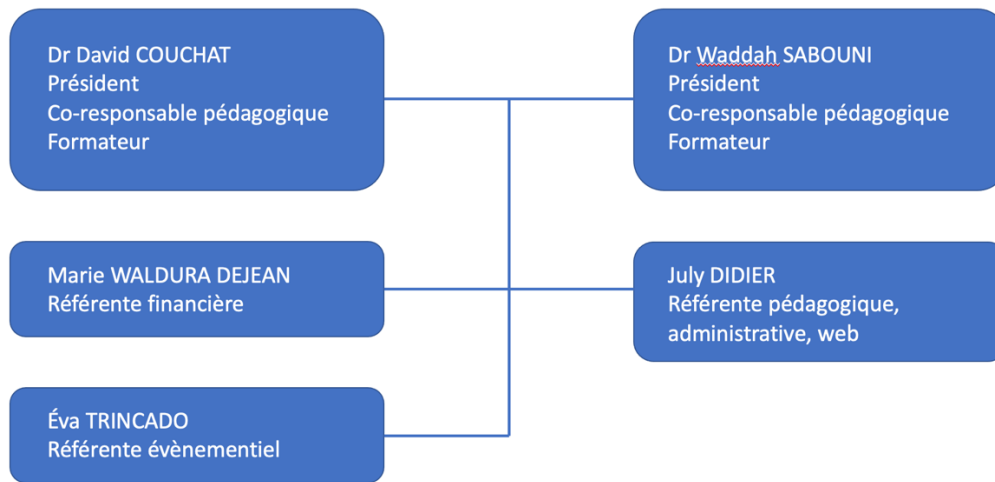 Dr David COUCHAT
Président
Co-responsable pédagogique
Formateur
Dr Waddah SABOUNI
Président
Co-responsable pédagogique
Formateur
Marie WALDURA DEJEAN
Référente financière
July DIDIER
Référente pédagogique,
administrative, web
Éva TRINCADO
Référente évènementiel